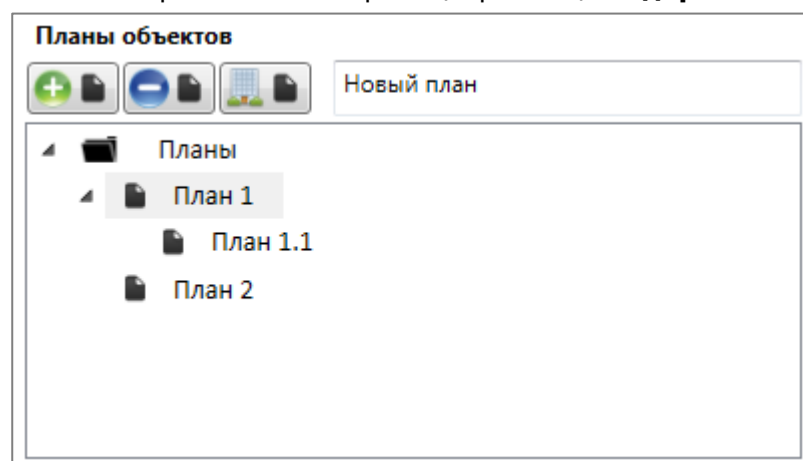 Планы объектов
Новый план
Планы
План 1
План 1.1
План 2